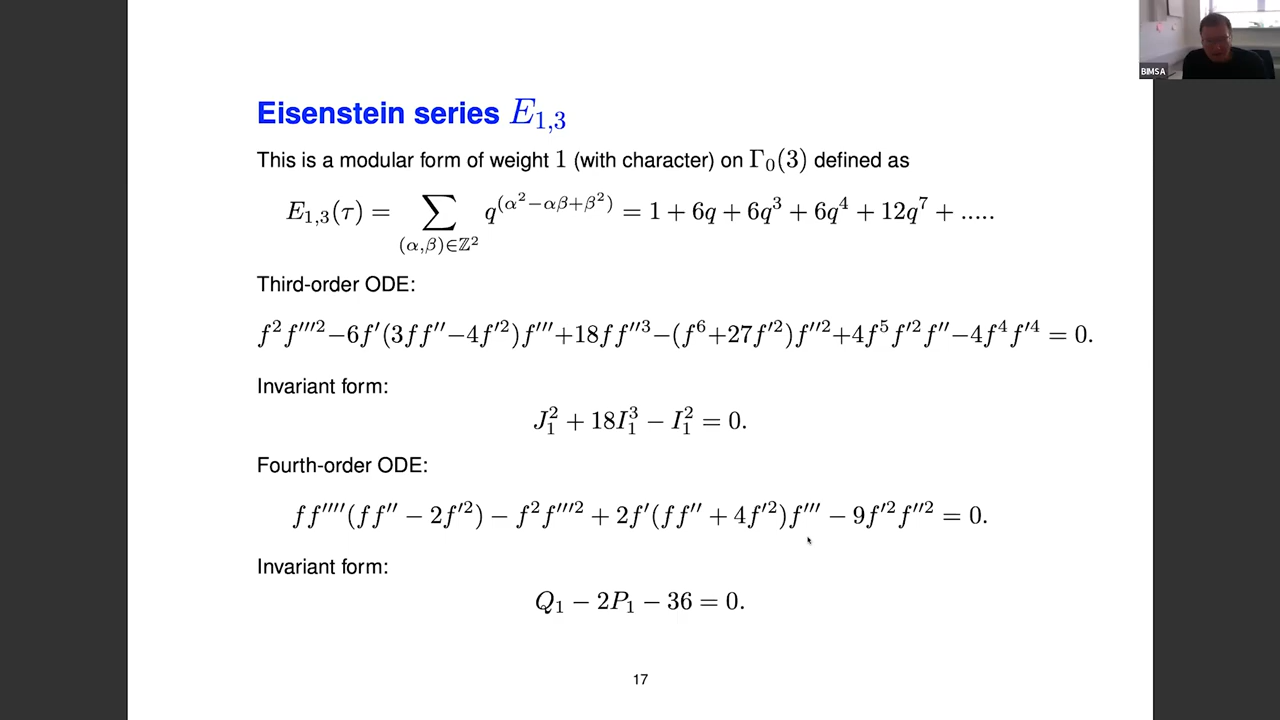 BIMSA
Eisenstein series E_{1,3}
This is a modular form of weight 1 (with character) on Γ₀(3) defined as
E_{1,3}(τ) = ∑_{(α,β)∈ℤ²} q^{(α²−αβ+β²)} = 1 + 6q + 6q³ + 6q⁴ + 12q⁷ + .....
Third-order ODE:
f²f′′′²−6f′(3ff′′−4f′²)f′′′+18ff′′³−(f⁶+27f′²)f′′²+4f⁵f′²f′′−4f⁴f′⁴ = 0.
Invariant form:
J₁² + 18I₁³ − I₁² = 0.
Fourth-order ODE:
ff′′′′(ff′′ − 2f′²) − f²f′′′² + 2f′(ff′′ + 4f′²)f′′′ − 9f′²f′′² = 0.
Invariant form:
Q₁ − 2P₁ − 36 = 0.
17